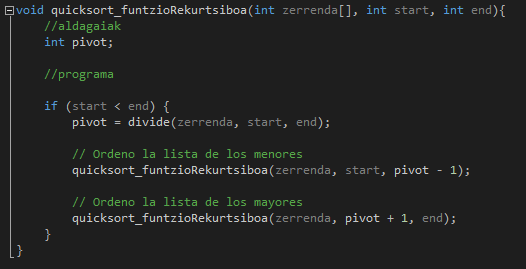 void quicksort_funtzioRekurtsiboa(int zerrenda[], int start, int end){
//aldagaiak
int pivot;
//programa
if (start < end) {
pivot = divide(zerrenda, start, end);
// Ordeno la lista de los menores
quicksort_funtzioRekurtsiboa(zerrenda, start, pivot - 1);
// Ordeno la lista de los mayores
quicksort_funtzioRekurtsiboa(zerrenda, pivot + 1, end);
}
}